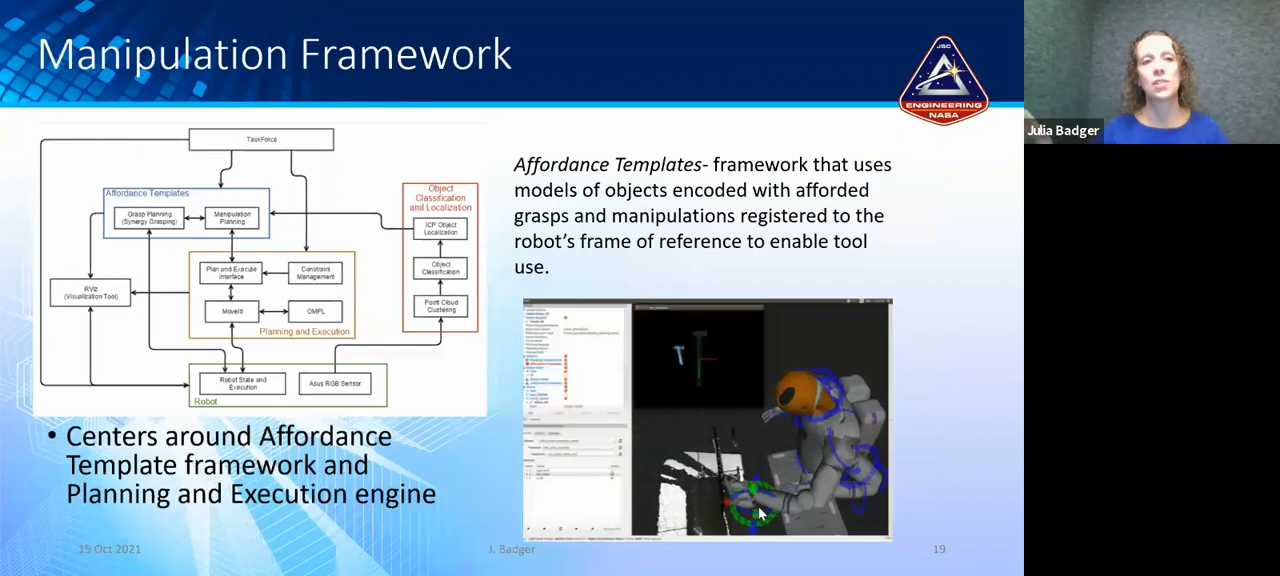 Manipulation Framework
JSC
ENGINEERING
NASA
Julia Badger
TaskForce
Affordance Templates
Grasp Planning
(Synergy Grasping)
Manipulation
Planning
Object
Classification
and Localization
ICP Object
Localization
Object
Classification
Point Cloud
Clustering
Plan and Execute
Interface
Constraint
Management
RViz
(Visualization Tool)
MoveIt!
OMPL
Planning and Execution
Robot State and
Execution
Asus RGB Sensor
Robot
Affordance Templates- framework that uses
models of objects encoded with afforded
grasps and manipulations registered to the
robot's frame of reference to enable tool
use.
• Centers around Affordance
Template framework and
Planning and Execution engine
15 Oct 2021
J. Badger
19